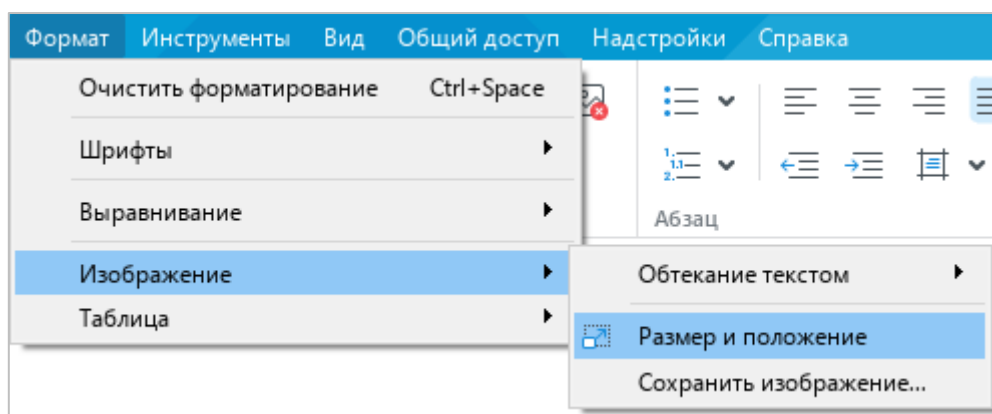 Формат Инструменты Вид Общий доступ Надстройки Справка
Очистить форматирование Ctrl+Space
Шрифты
Выравнивание
Абзац
Изображение
Обтекание текстом
Таблица
Размер и положение
Сохранить изображение...